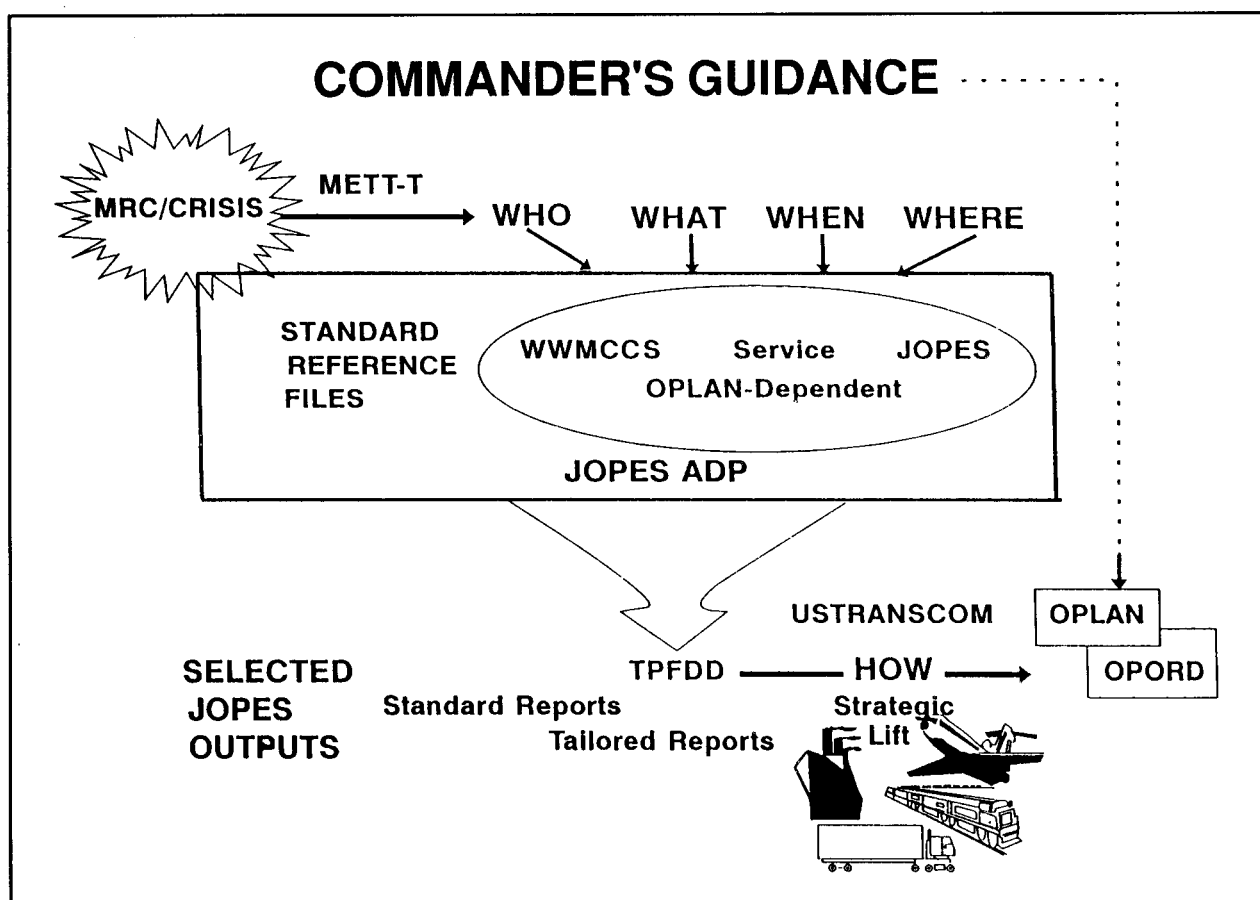 COMMANDER'S GUIDANCE
METT-T
MRC/CRISIS
WHO WHAT WHEN WHERE
STANDARD
REFERENCE
FILES
WWMCCS Service JOPES
OPLAN-Dependent
JOPES ADP
USTRANSCOM
OPLAN
OPORD
SELECTED
JOPES
OUTPUTS
TPFDD HOW
Standard Reports
Tailored Reports
Strategic
Lift